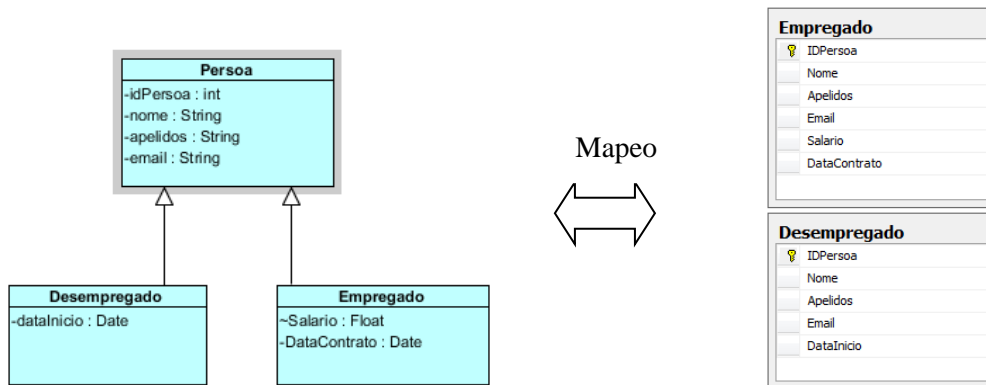 Persoa
-idPersoa : int
-nome : String
-apelidos : String
-email : String
Desempregado
-dataInicio : Date
Empregado
~Salario : Float
-DataContrato : Date
Mapeo
Empregado
IDPersoa
Nome
Apelidos
Email
Salario
DataContrato
Desempregado
IDPersoa
Nome
Apelidos
Email
DataInicio